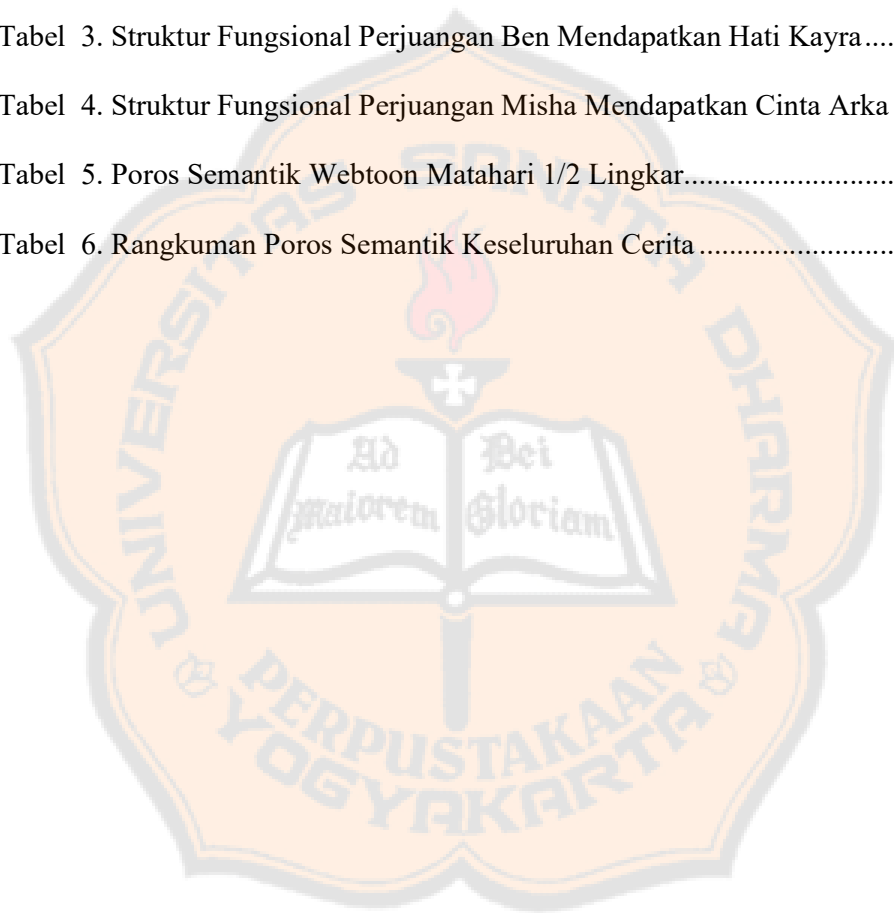 Tabel 3. Struktur Fungsional Perjuangan Ben Mendapatkan Hati Kayra....
Tabel 4. Struktur Fungsional Perjuangan Misha Mendapatkan Cinta Arka
Tabel 5. Poros Semantik Webtoon Matahari 1/2 Lingkar...........................
Tabel 6. Rangkuman Poros Semantik Keseluruhan Cerita.........................
UNIVERSITAS SANATA DHARMA
Ad Dei
maiorem Gloriam
PERPUSTAKAAN
YOGYAKARTA